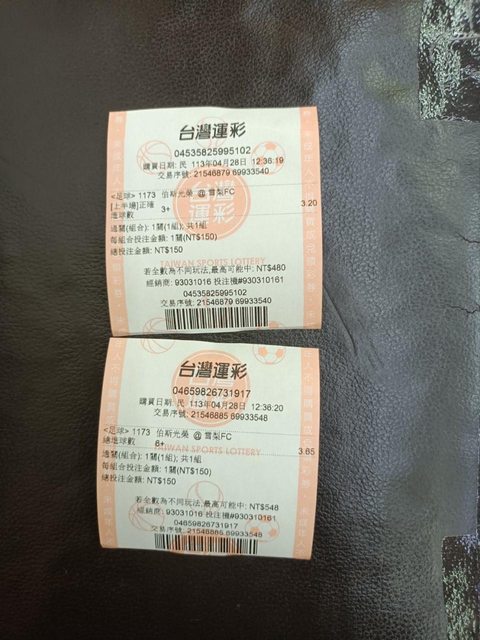 台灣運彩
04535825995102
購買日期: 民 113年04月28日 12:36:19
交易序號: 21546879 69933540
<足球> 1173 伯斯光榮 @ 雪梨FC
[上半場]正確進球數 3+ 3.20
過關(組合): 1關(1組); 共1組
每組合投注金額: 1關(NT$150)
總投注金額: NT$150
TAIWAN SPORTS LOTTERY
若全數為不同玩法,最高可能中: NT$480
經銷商: 93031016 投注機#930310161
04535825995102
交易序號: 21546879 69933540
台灣運彩
04659826731917
購買日期: 民 113年04月28日 12:36:20
交易序號: 21546885 69933548
<足球> 1173 伯斯光榮 @ 雪梨FC
總進球數 6+ 3.65
TAIWAN SPORTS LOTTERY
過關(組合): 1關(1組); 共1組
每組合投注金額: 1關(NT$150)
總投注金額: NT$150
若全數為不同玩法,最高可能中: NT$548
經銷商: 93031016 投注機#930310161
04659826731917
交易序號: 21546885 69933548